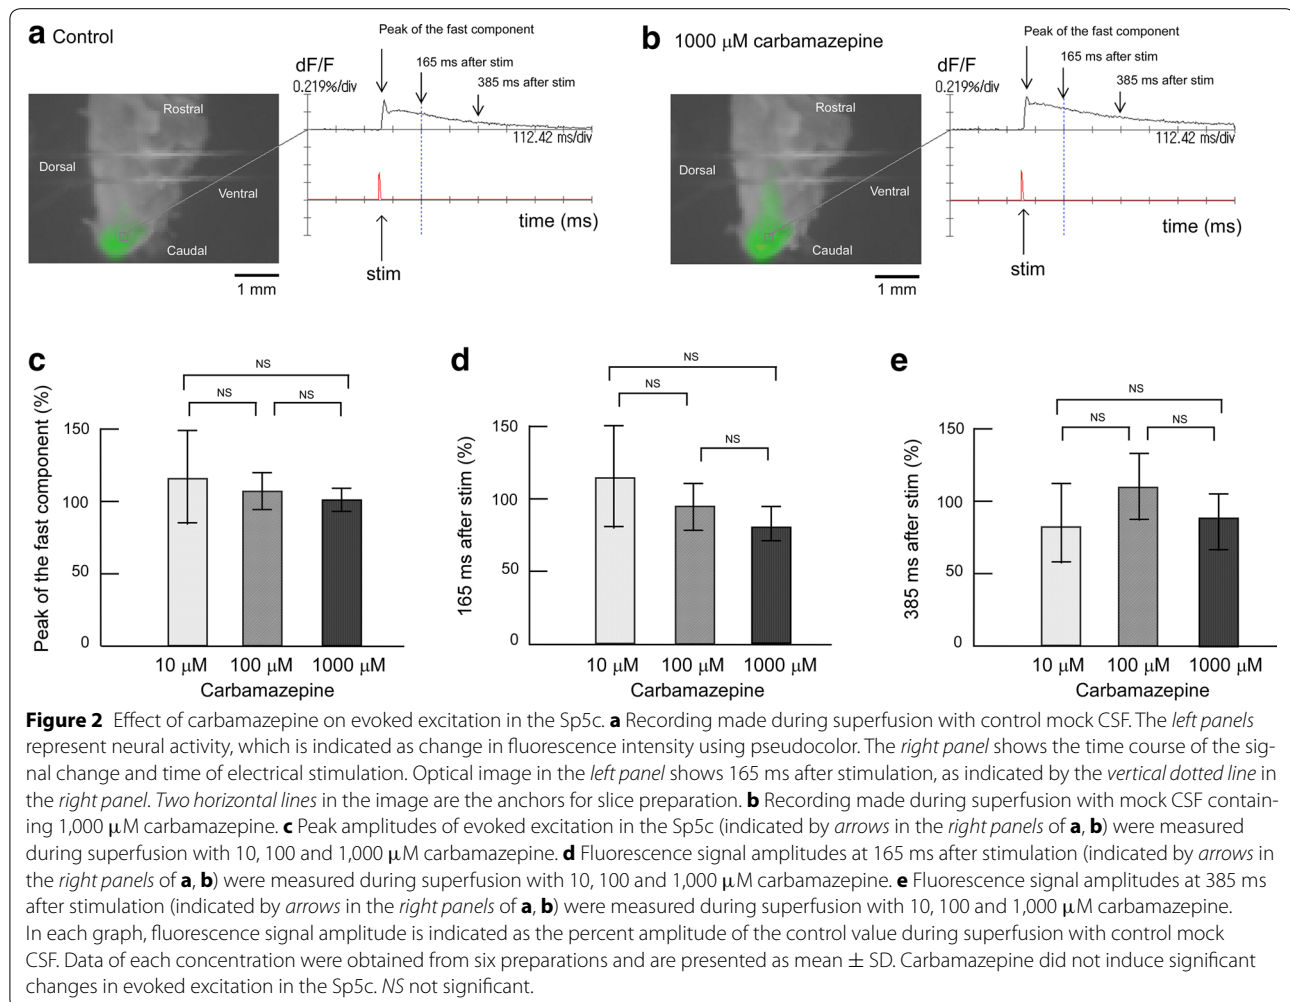 a Control
Peak of the fast component
dF/F
0.219%/div
165 ms after stim
385 ms after stim
Rostral
Dorsal
Ventral
Caudal
112.42 ms/div
time (ms)
stim
1 mm
b 1000 μM carbamazepine
Peak of the fast component
dF/F
0.219%/div
165 ms after stim
385 ms after stim
Rostral
Dorsal
Ventral
Caudal
112.42 ms/div
time (ms)
stim
1 mm
c
Peak of the fast component (%)
NS
NS
NS
150
100
50
0
10 μM 100 μM 1000 μM
Carbamazepine
d
165 ms after stim (%)
NS
NS
NS
150
100
50
0
10 μM 100 μM 1000 μM
Carbamazepine
e
385 ms after stim (%)
NS
NS
NS
150
100
50
0
10 μM 100 μM 1000 μM
Carbamazepine
Figure 2 Effect of carbamazepine on evoked excitation in the Sp5c. a Recording made during superfusion with control mock CSF. The left panels
represent neural activity, which is indicated as change in fluorescence intensity using pseudocolor. The right panel shows the time course of the sig-
nal change and time of electrical stimulation. Optical image in the left panel shows 165 ms after stimulation, as indicated by the vertical dotted line in
the right panel. Two horizontal lines in the image are the anchors for slice preparation. b Recording made during superfusion with mock CSF contain-
ing 1,000 μM carbamazepine. c Peak amplitudes of evoked excitation in the Sp5c (indicated by arrows in the right panels of a, b) were measured
during superfusion with 10, 100 and 1,000 μM carbamazepine. d Fluorescence signal amplitudes at 165 ms after stimulation (indicated by arrows in
the right panels of a, b) were measured during superfusion with 10, 100 and 1,000 μM carbamazepine. e Fluorescence signal amplitudes at 385 ms
after stimulation (indicated by arrows in the right panels of a, b) were measured during superfusion with 10, 100 and 1,000 μM carbamazepine.
In each graph, fluorescence signal amplitude is indicated as the percent amplitude of the control value during superfusion with control mock
CSF. Data of each concentration were obtained from six preparations and are presented as mean ± SD. Carbamazepine did not induce significant
changes in evoked excitation in the Sp5c. NS not significant.